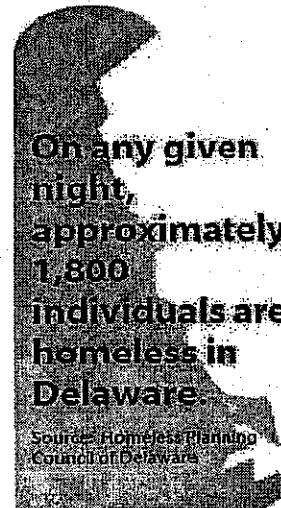 On any given
night,
approximately
1,800
individuals are
homeless in
Delaware.
Source: Homeless Planning
Council of Delaware